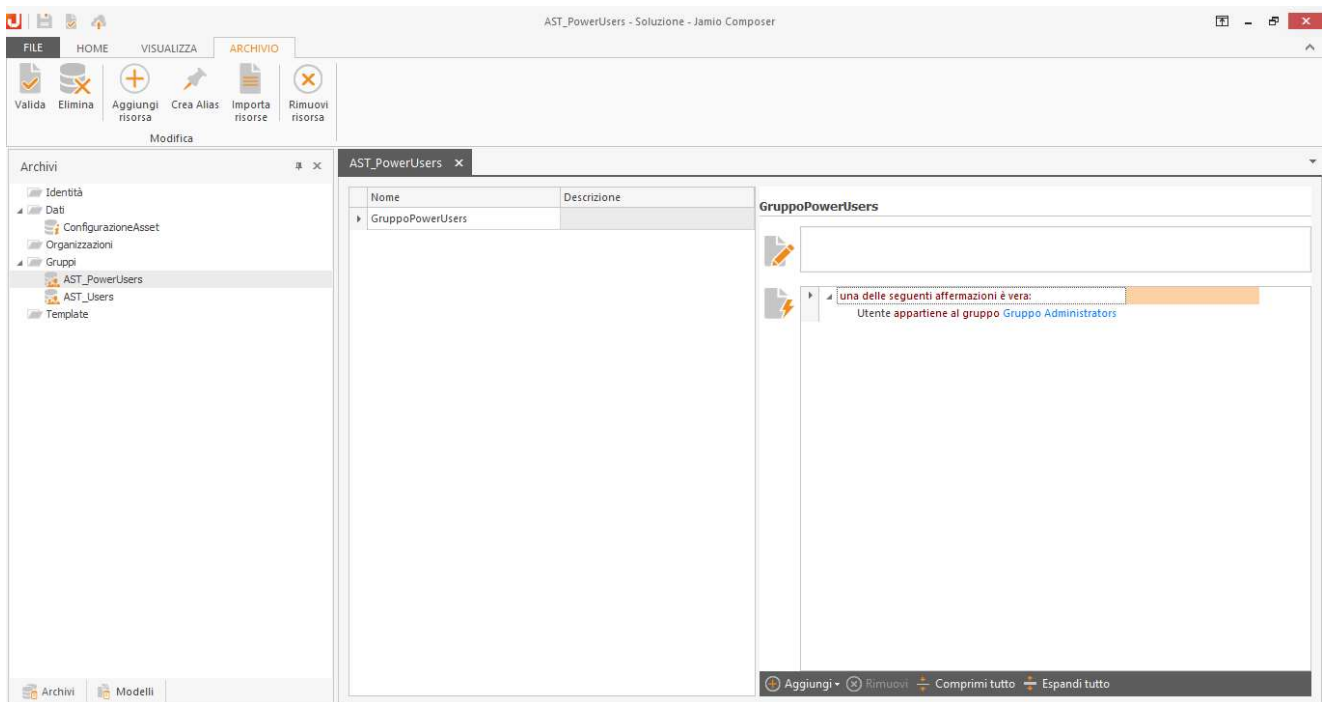 AST_PowerUsers - Soluzione - Jamio Composer
FILE HOME VISUALIZZA ARCHIVIO
Valida Elimina Aggiungi risorsa Crea Alias Importa risorse Rimuovi risorsa
Modifica
Archivi
Identità
Dati
ConfigurazioneAsset
Organizzazioni
Gruppi
AST_PowerUsers
AST_Users
Template
Archivi Modelli
AST_PowerUsers
Nome Descrizione
GruppoPowerUsers
GruppoPowerUsers
una delle seguenti affermazioni è vera:
Utente appartiene al gruppo Gruppo Administrators
Aggiungi Rimuovi Comprimi tutto Espandi tutto